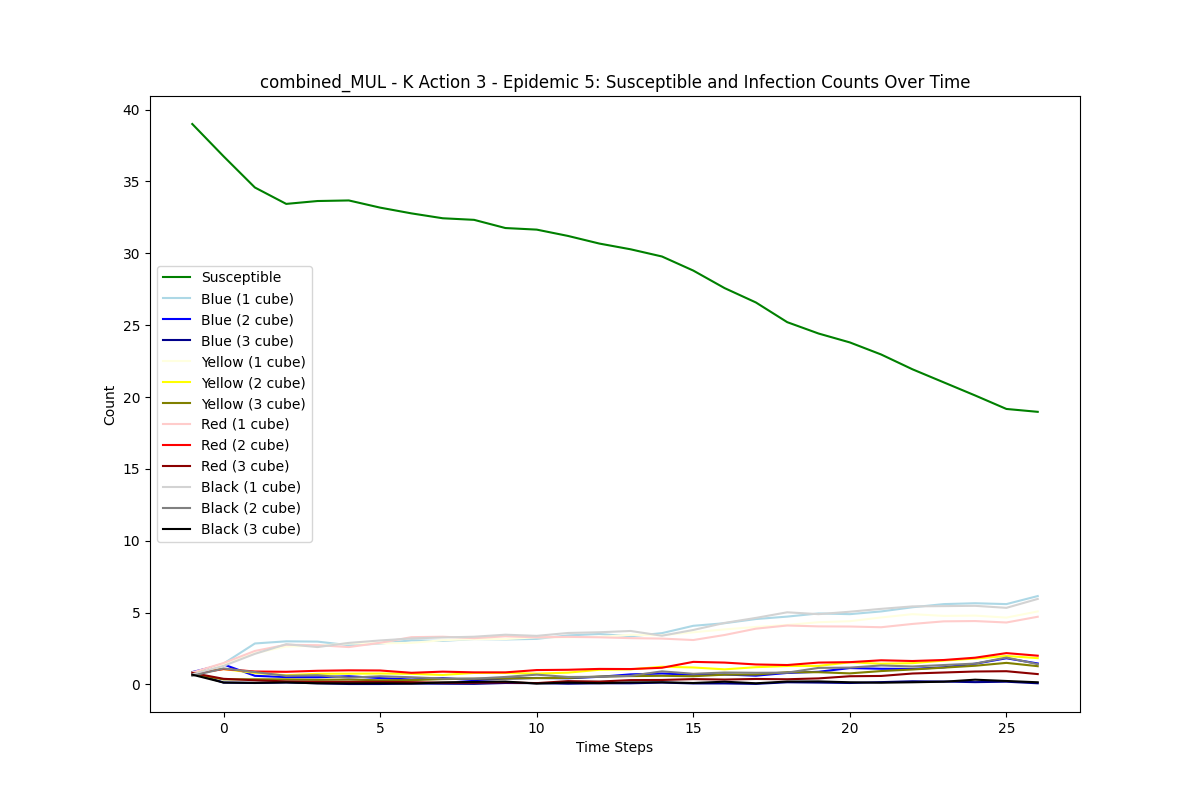 combined_MUL - K Action 3 - Epidemic 5: Susceptible and Infection Counts Over Time
40
35
30
25
20
15
10
5
0
Count
Susceptible
Blue (1 cube)
Blue (2 cube)
Blue (3 cube)
Yellow (1 cube)
Yellow (2 cube)
Yellow (3 cube)
Red (1 cube)
Red (2 cube)
Red (3 cube)
Black (1 cube)
Black (2 cube)
Black (3 cube)
0 5 10 15 20 25
Time Steps